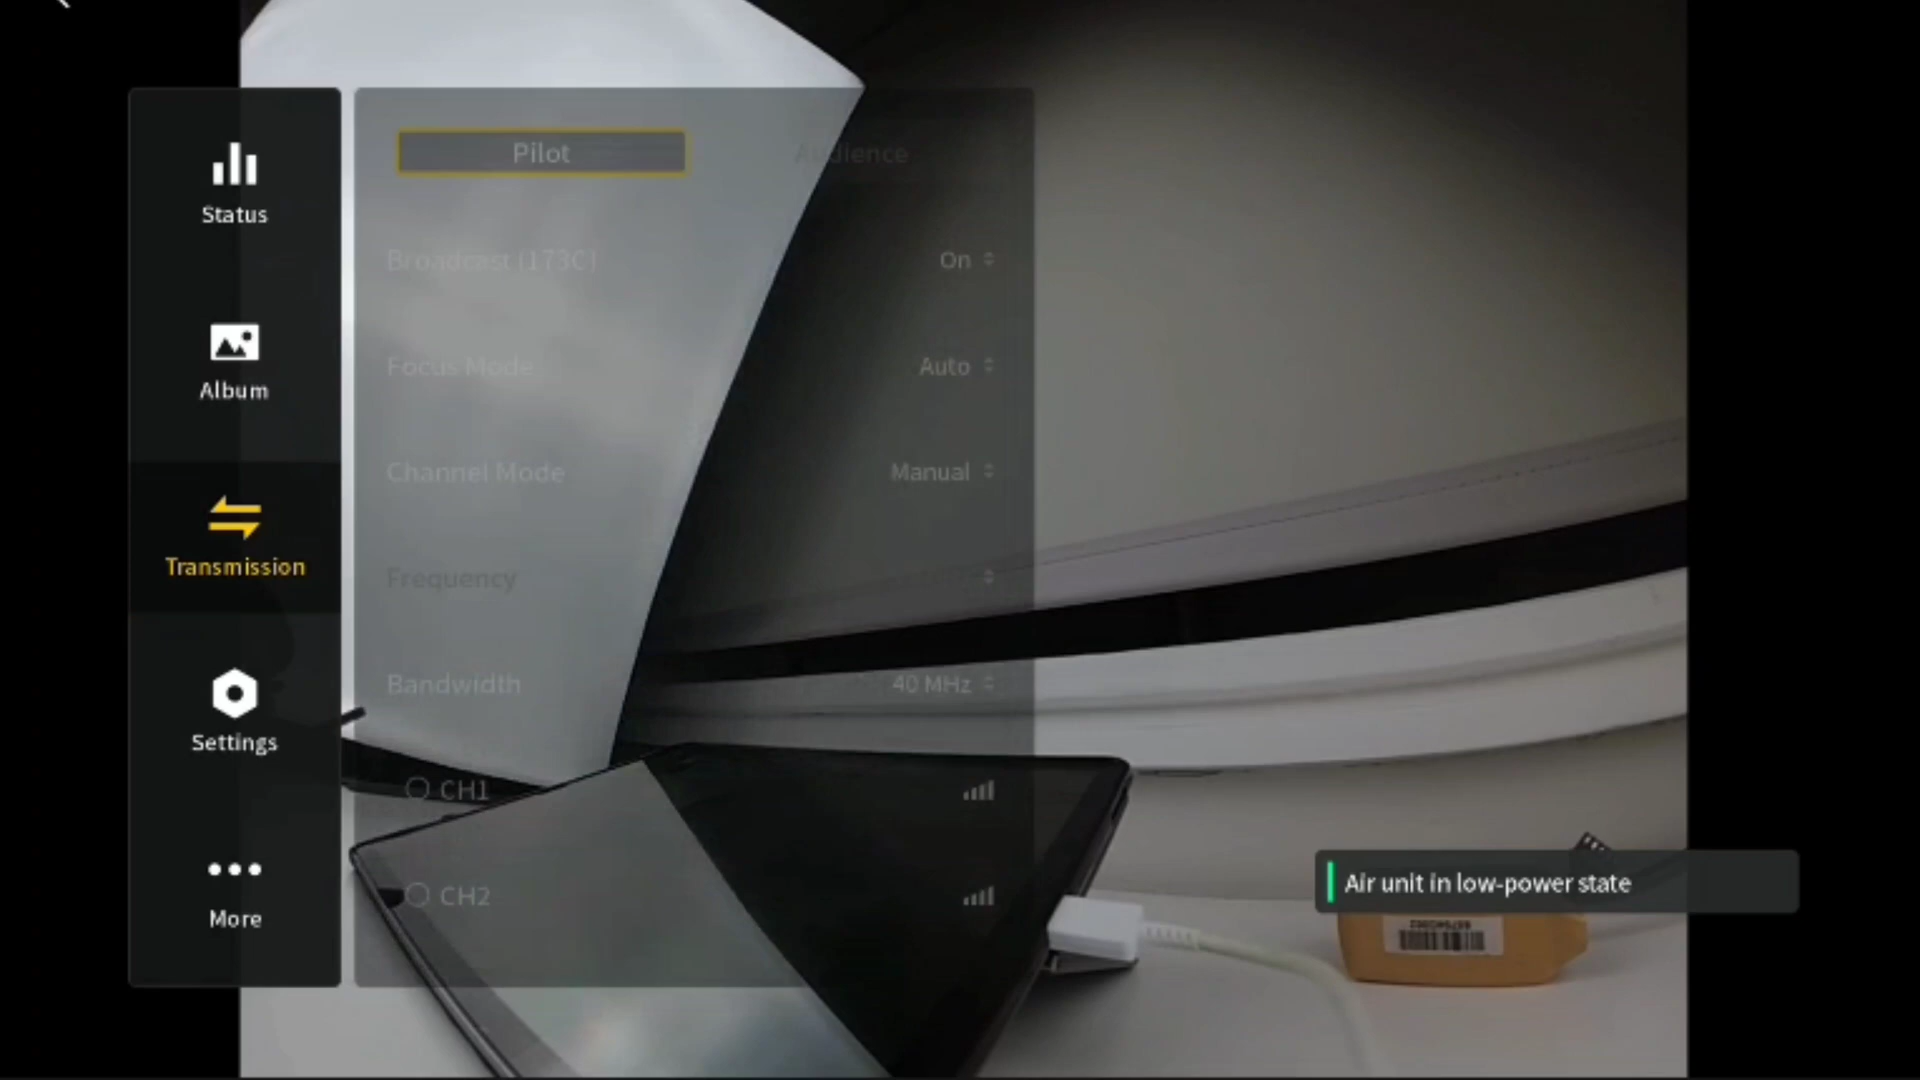 Status
Album
Transmission
Settings
More
Pilot
Audience
Broadcast (173C)
On
Focus Mode
Auto
Channel Mode
Manual
Frequency
Bandwidth
40 MHz
CH1
CH2
Air unit in low-power state